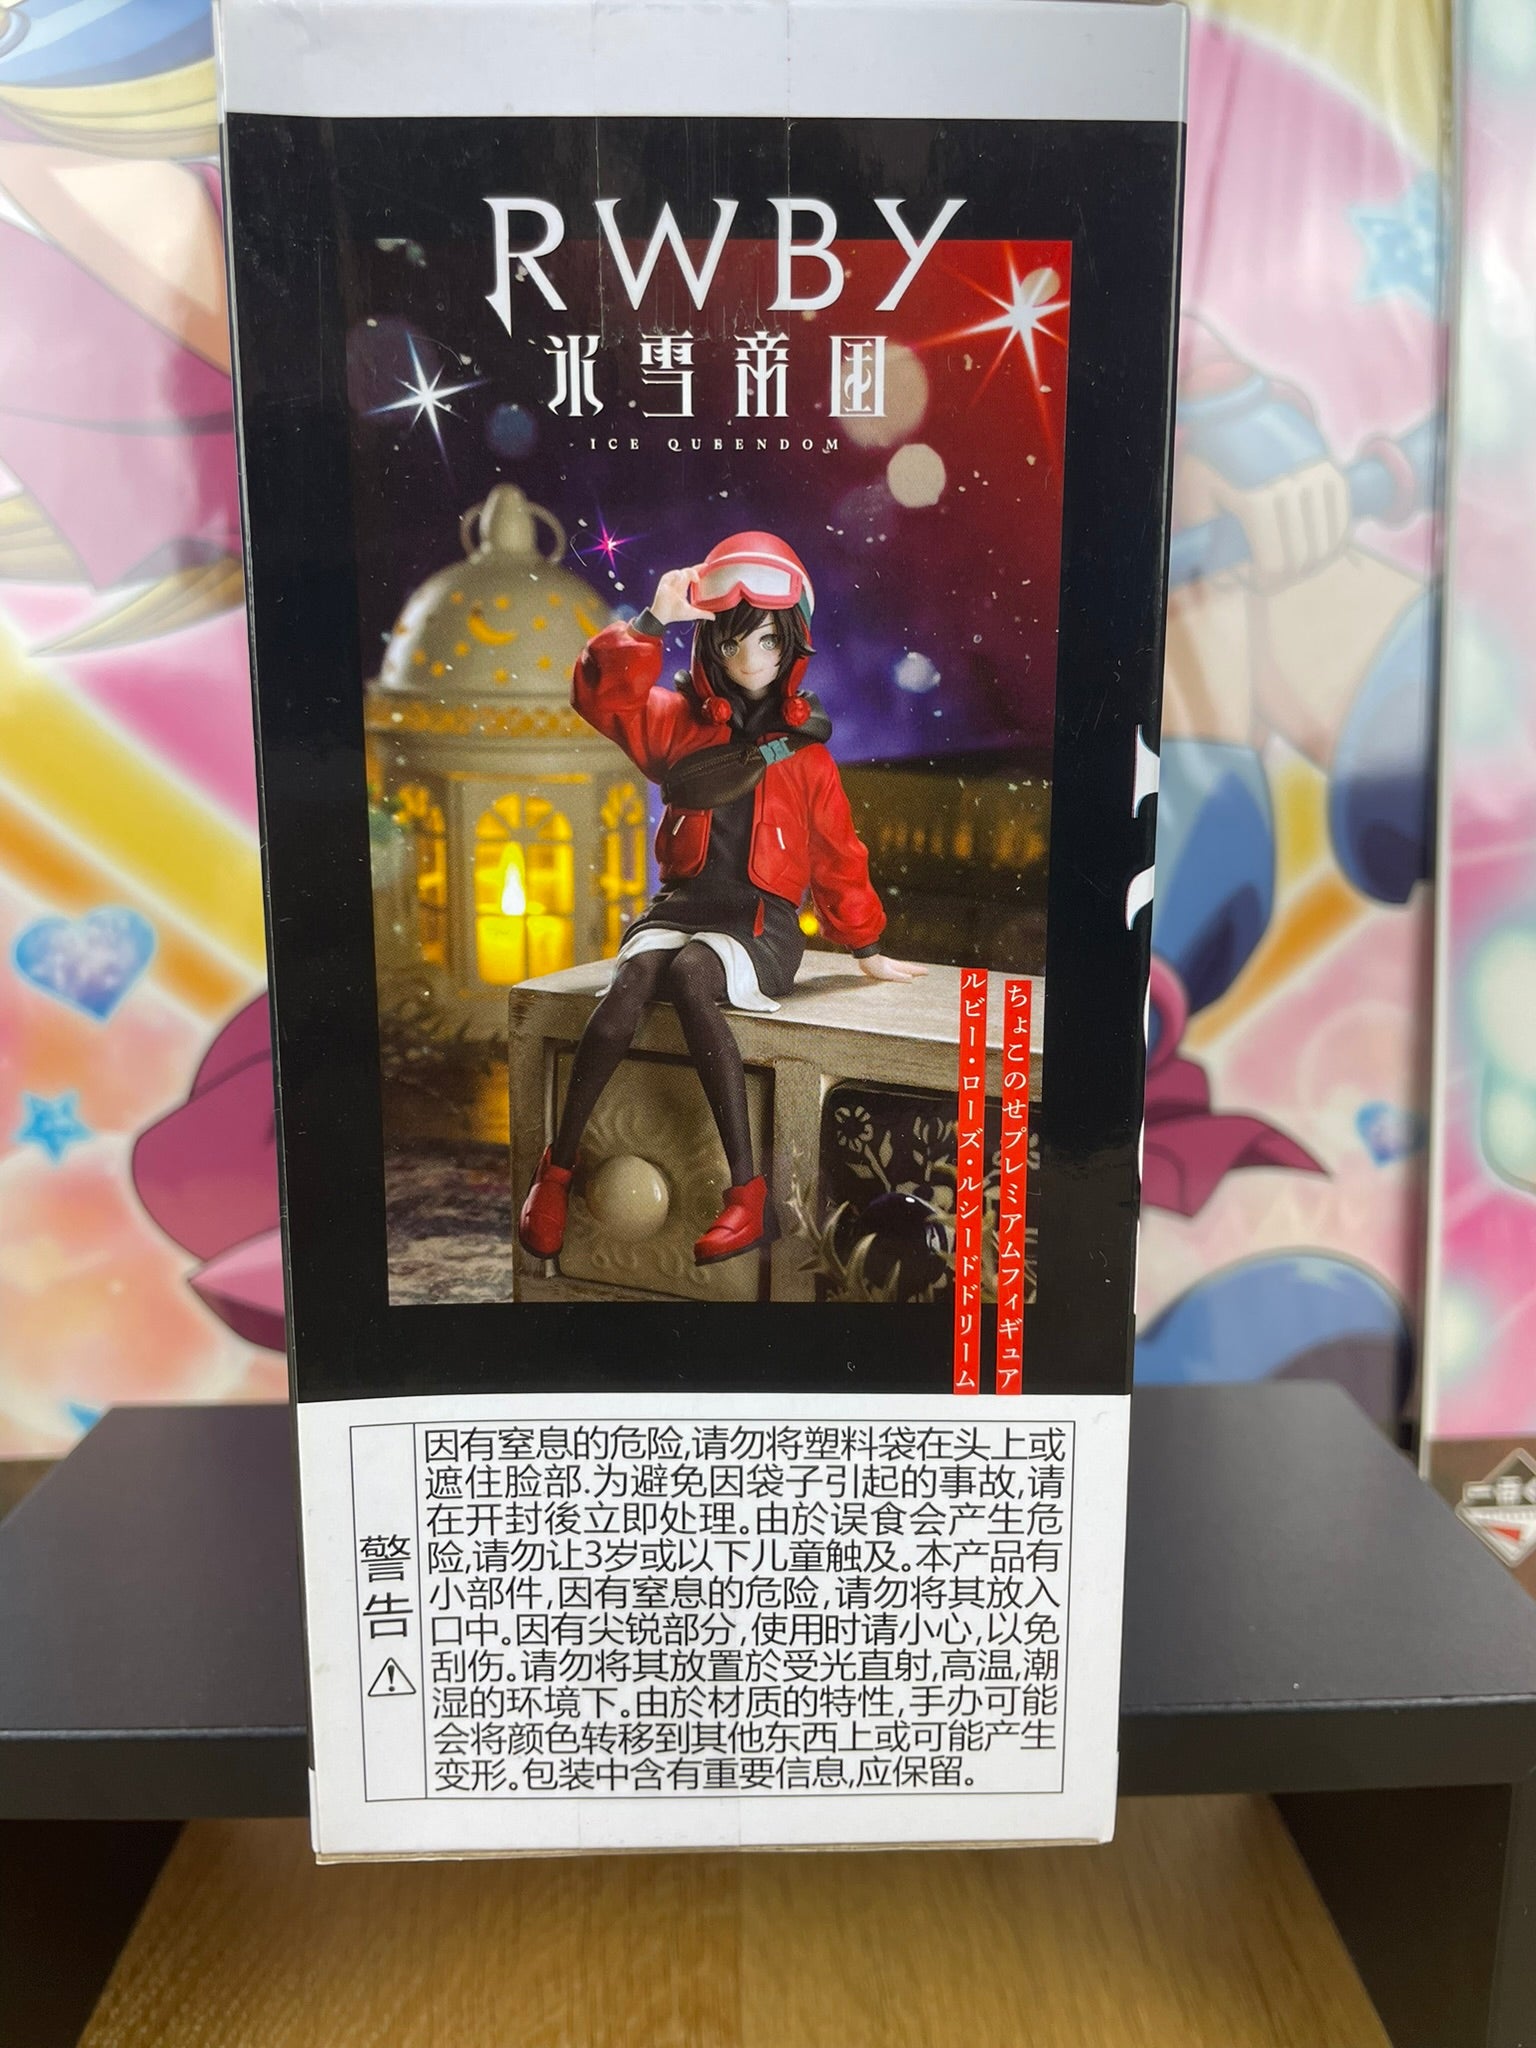 RWBY
氷雪帝国
ICE QUEENDOM
ちょこのせプレミアムフィギュア
ルビー・ローズ・ルシードドリーム
警告
因有窒息的危险,请勿将塑料袋在头上或
遮住脸部.为避免因袋子引起的事故,请
在开封後立即处理。由於误食会产生危
险,请勿让3岁或以下儿童触及。本产品有
小部件,因有窒息的危险,请勿将其放入
口中。因有尖锐部分,使用时请小心,以免
刮伤。请勿将其放置於受光直射,高温,潮
湿的环境下。由於材质的特性,手办可能
会将颜色转移到其他东西上或可能产生
变形。包装中含有重要信息,应保留。